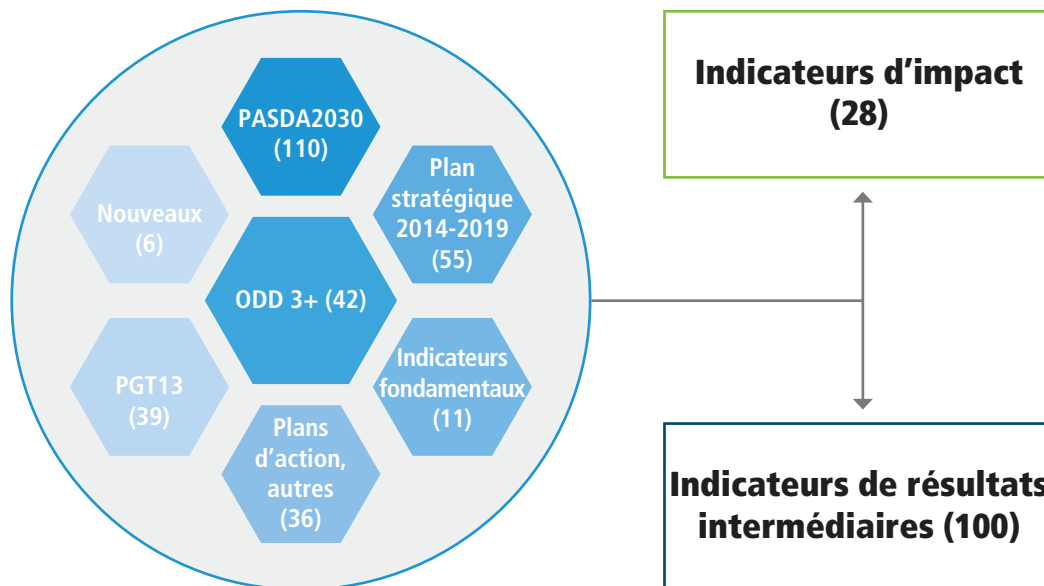 PASDA2030
(110)
Plan
stratégique
2014-2019
(55)
Nouveaux
(6)
ODD 3+ (42)
Indicateurs
fondamentaux
(11)
PGT13
(39)
Plans
d’action,
autres
(36)
Indicateurs d’impact
(28)
Indicateurs de résultats
intermédiaires (100)